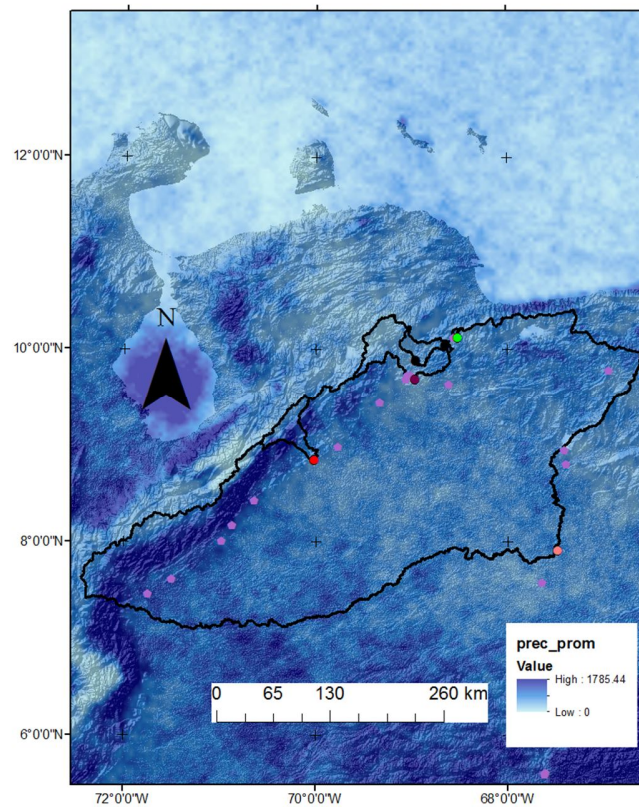 12°0'0"N
N
10°0'0"N
8°0'0"N
prec_prom
Value
High : 1785.44
Low : 0
0 65 130 260 km
6°0'0"N
72°0'0"W 70°0'0"W 68°0'0"W